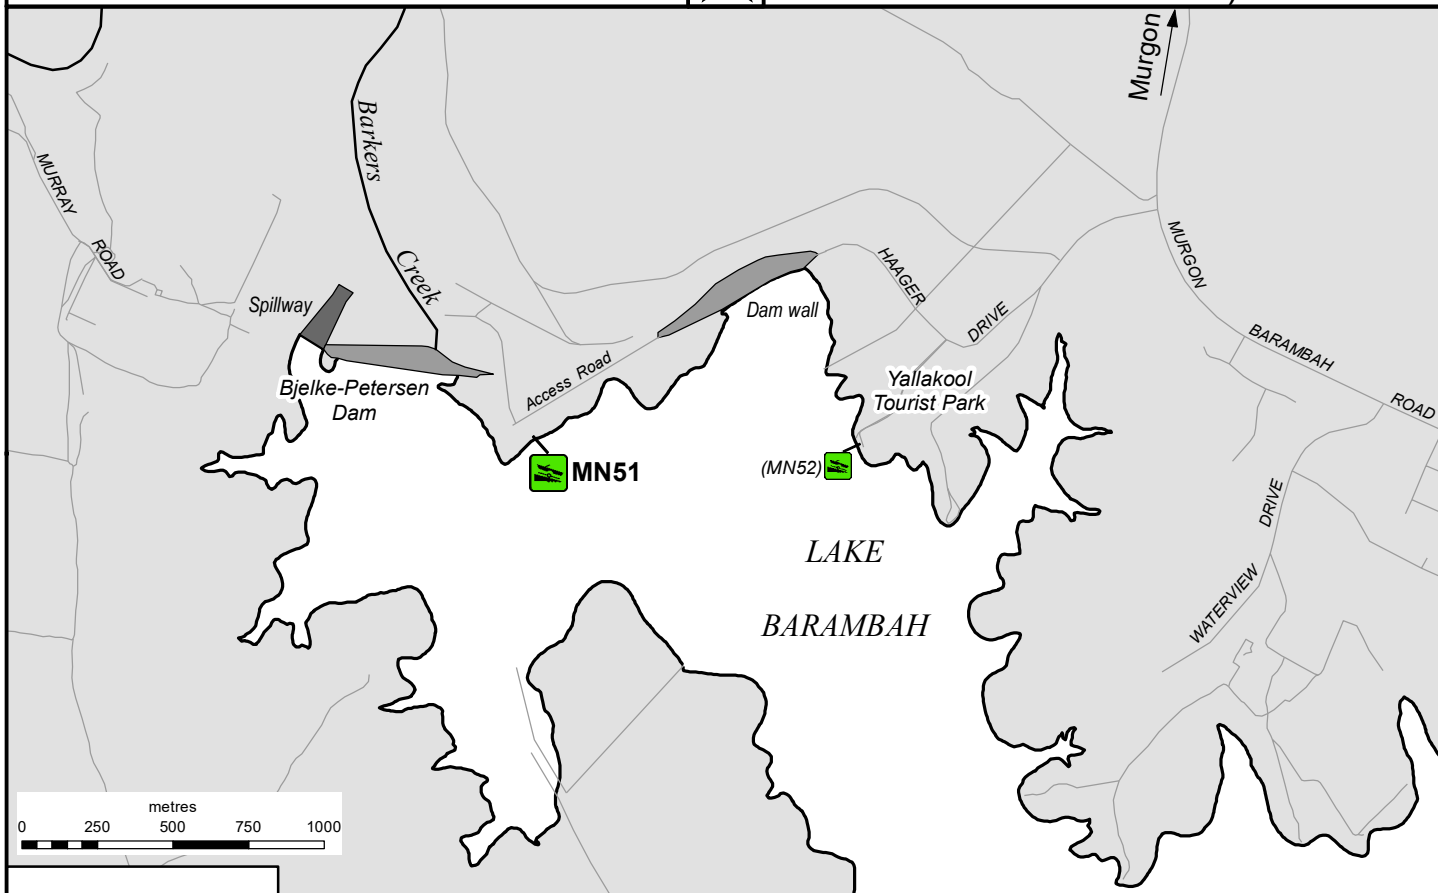 Murgon
Barkers
Creek
MURRAY
ROAD
Spillway
Bjelke-Petersen
Dam
Access Road
Dam wall
HAAGER
DRIVE
MURGON
BARAMBAH
ROAD
Yallakool
Tourist Park
MN51
(MN52)
LAKE
BARAMBAH
WATERVIEW
DRIVE
metres
0 250 500 750 1000